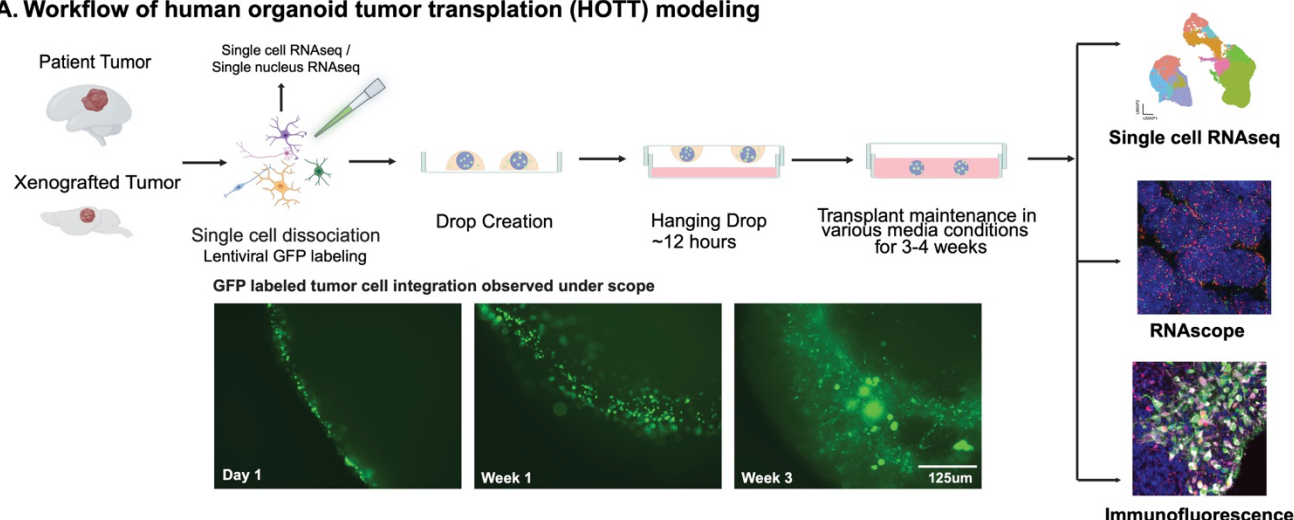 A. Workflow of human organoid tumor transplation (HOTT) modeling
Patient Tumor
Xenografted Tumor
Single cell RNAseq /
Single nucleus RNAseq
Single cell dissociation
Lentiviral GFP labeling
Drop Creation
Hanging Drop
~12 hours
Transplant maintenance in
various media conditions
for 3-4 weeks
UMAP2
UMAP1
Single cell RNAseq
RNAscope
Immunofluorescence
GFP labeled tumor cell integration observed under scope
Day 1
Week 1
Week 3
125um